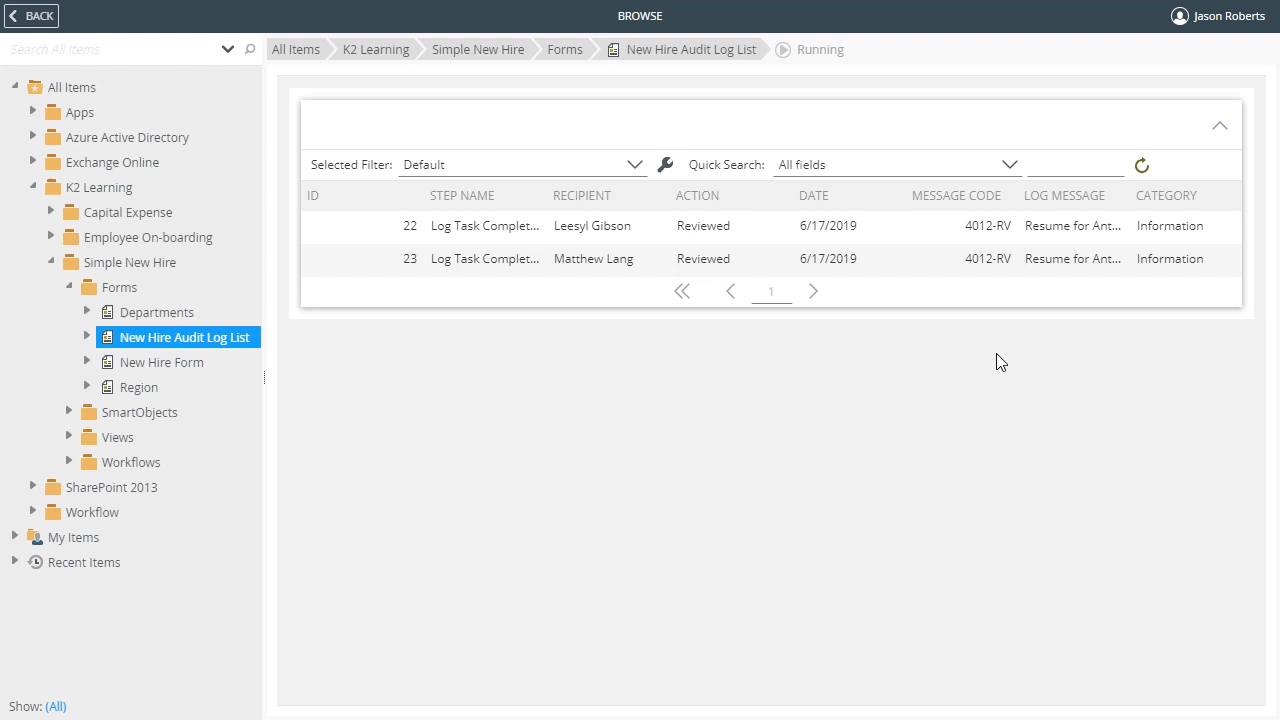 BACK
BROWSE
Jason Roberts
Search All Items
All Items
K2 Learning
Simple New Hire
Forms
New Hire Audit Log List
Running
All Items
Apps
Azure Active Directory
Exchange Online
K2 Learning
Capital Expense
Employee On-boarding
Simple New Hire
Forms
Departments
New Hire Audit Log List
New Hire Form
Region
SmartObjects
Views
Workflows
SharePoint 2013
Workflow
My Items
Recent Items
Show: (All)
Selected Filter: Default Quick Search: All fields
ID STEP NAME RECIPIENT ACTION DATE MESSAGE CODE LOG MESSAGE CATEGORY
22 Log Task Complet... Leesyl Gibson Reviewed 6/17/2019 4012-RV Resume for Ant... Information
23 Log Task Complet... Matthew Lang Reviewed 6/17/2019 4012-RV Resume for Ant... Information
1